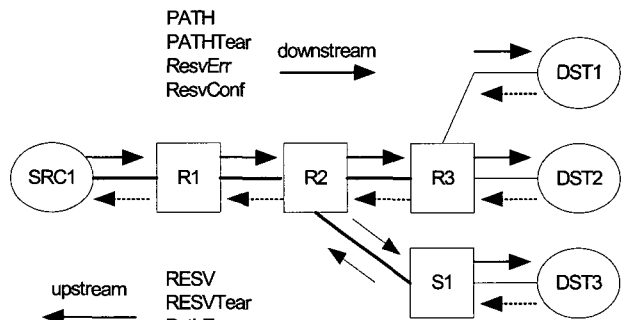 PATH
PATHTear
ResvErr
ResvConf
downstream
DST1
SRC1
R1
R2
R3
DST2
S1
DST3
upstream
RESV
RESVTear